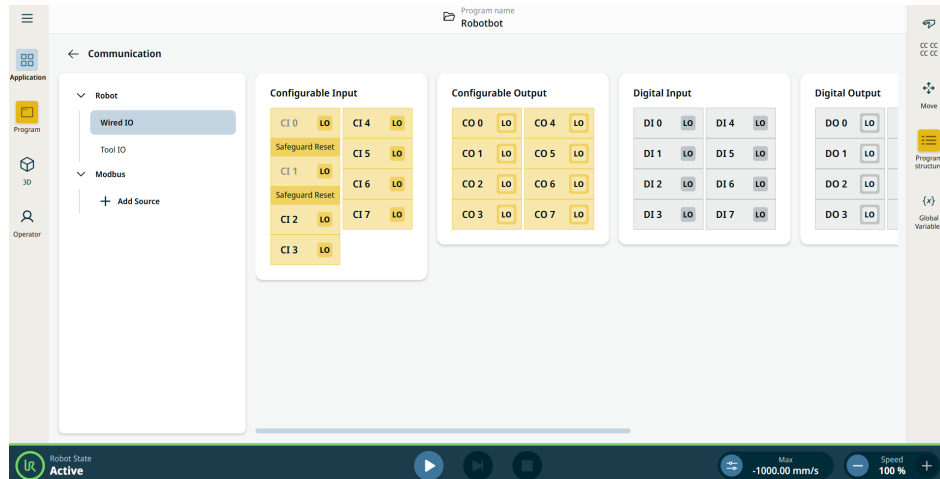 Program name
Robotbot
Application
Program
3D
Operator
Communication
Robot
Wired IO
Tool IO
Modbus
+ Add Source
Configurable Input
CI 0 LO CI 4 LO
Safeguard Reset
CI 5 LO
CI 1 LO
CI 6 LO
Safeguard Reset
CI 2 LO CI 7 LO
CI 3 LO
Configurable Output
CO 0 LO CO 4 LO
CO 1 LO CO 5 LO
CO 2 LO CO 6 LO
CO 3 LO CO 7 LO
Digital Input
DI 0 LO DI 4 LO
DI 1 LO DI 5 LO
DI 2 LO DI 6 LO
DI 3 LO DI 7 LO
Digital Output
DO 0 LO
DO 1 LO
DO 2 LO
DO 3 LO
CC CC
CC CC
Move
Program
structure
{x}
Global
Variables
UR
Robot State
Active
Max
-1000.00 mm/s
Speed
100 %